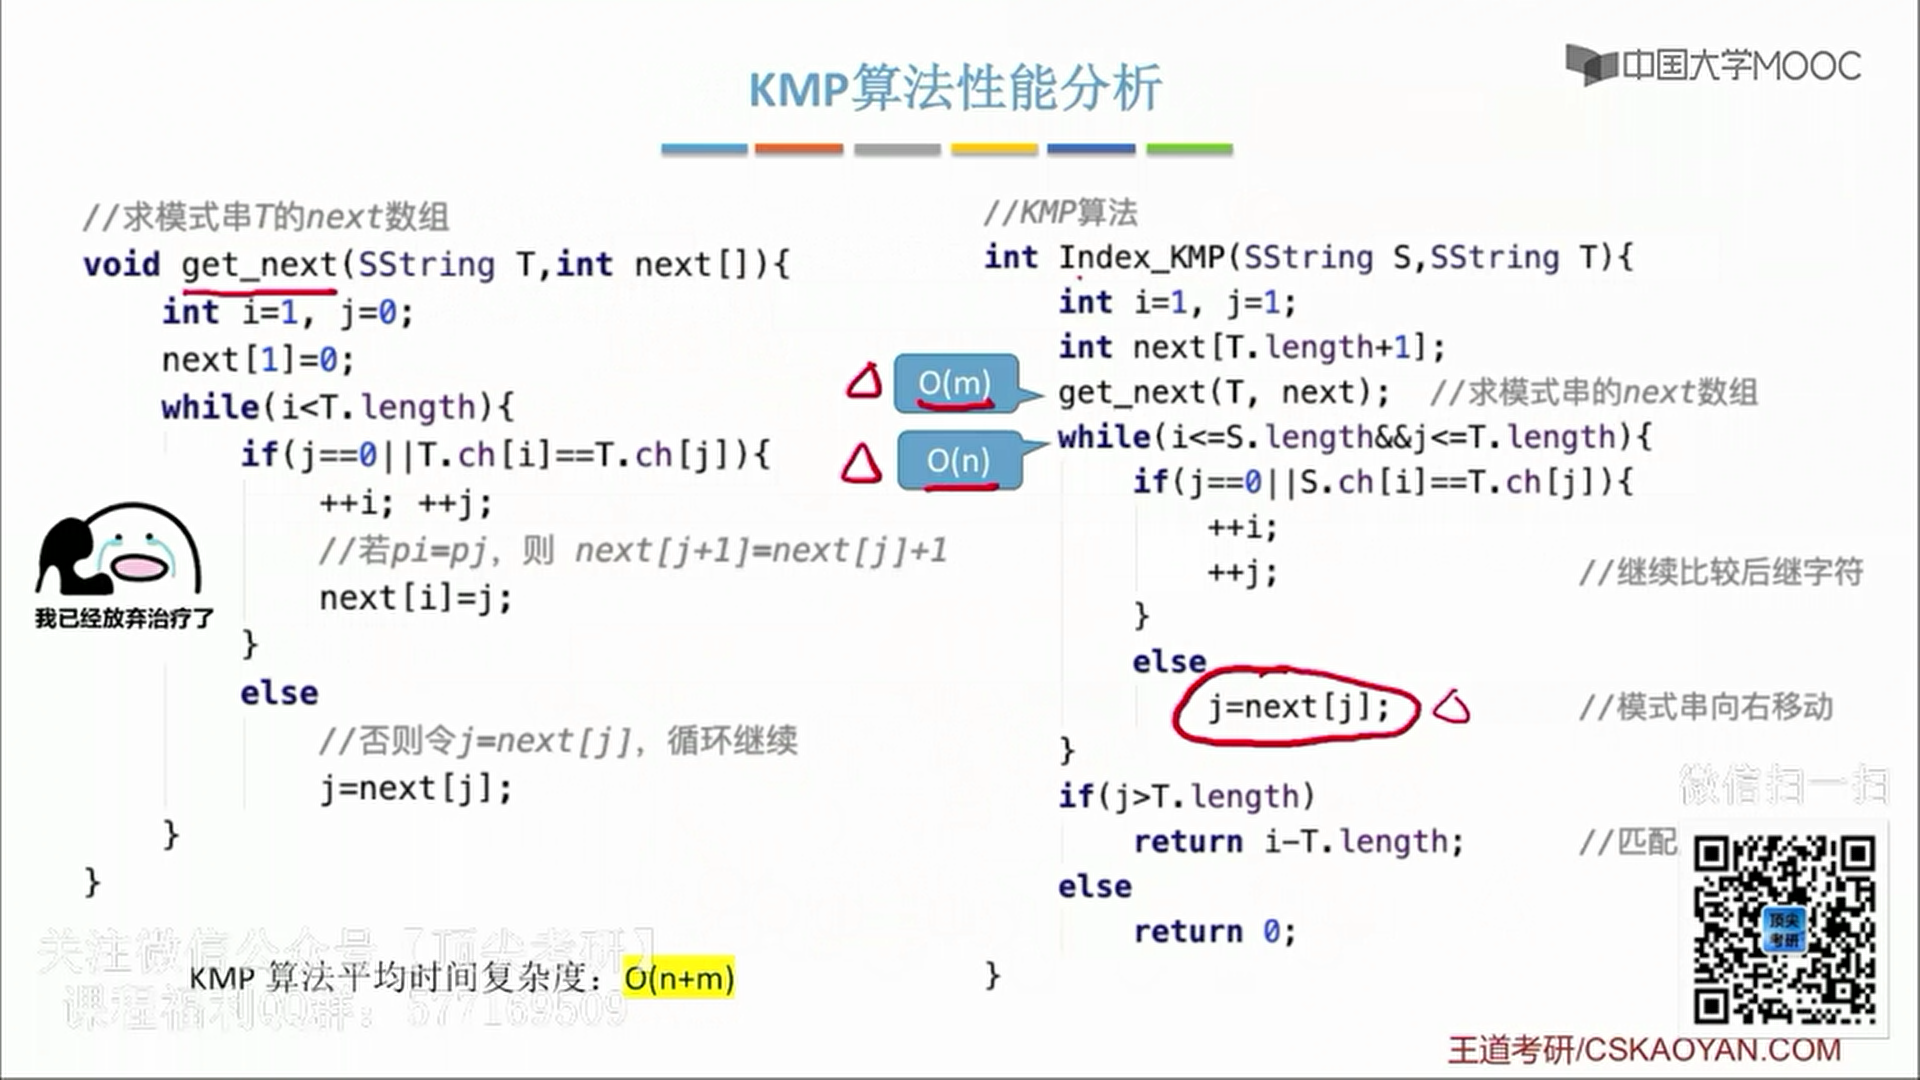 中国大学MOOC
KMP算法性能分析
//求模式串T的next数组
void get_next(SString T,int next[]){
int i=1, j=0;
next[1]=0;
while(i<T.length){
if(j==0||T.ch[i]==T.ch[j]){
++i; ++j;
//若pi=pj，则 next[j+1]=next[j]+1
next[i]=j;
}
else
//否则令j=next[j]，循环继续
j=next[j];
}
}
我已经放弃治疗了
O(m)
O(n)
//KMP算法
int Index_KMP(SString S,SString T){
int i=1, j=1;
int next[T.length+1];
get_next(T, next); //求模式串的next数组
while(i<=S.length&&j<=T.length){
if(j==0||S.ch[i]==T.ch[j]){
++i;
++j; //继续比较后继字符
}
else
j=next[j]; //模式串向右移动
}
if(j>T.length)
return i-T.length; //匹配
else
return 0;
}
微信扫一扫
顶尖
考研
关注微信公众号【顶尖考研】
KMP 算法平均时间复杂度：O(n+m)
课程福利QQ群：577169509
王道考研/CSKAOYAN.COM